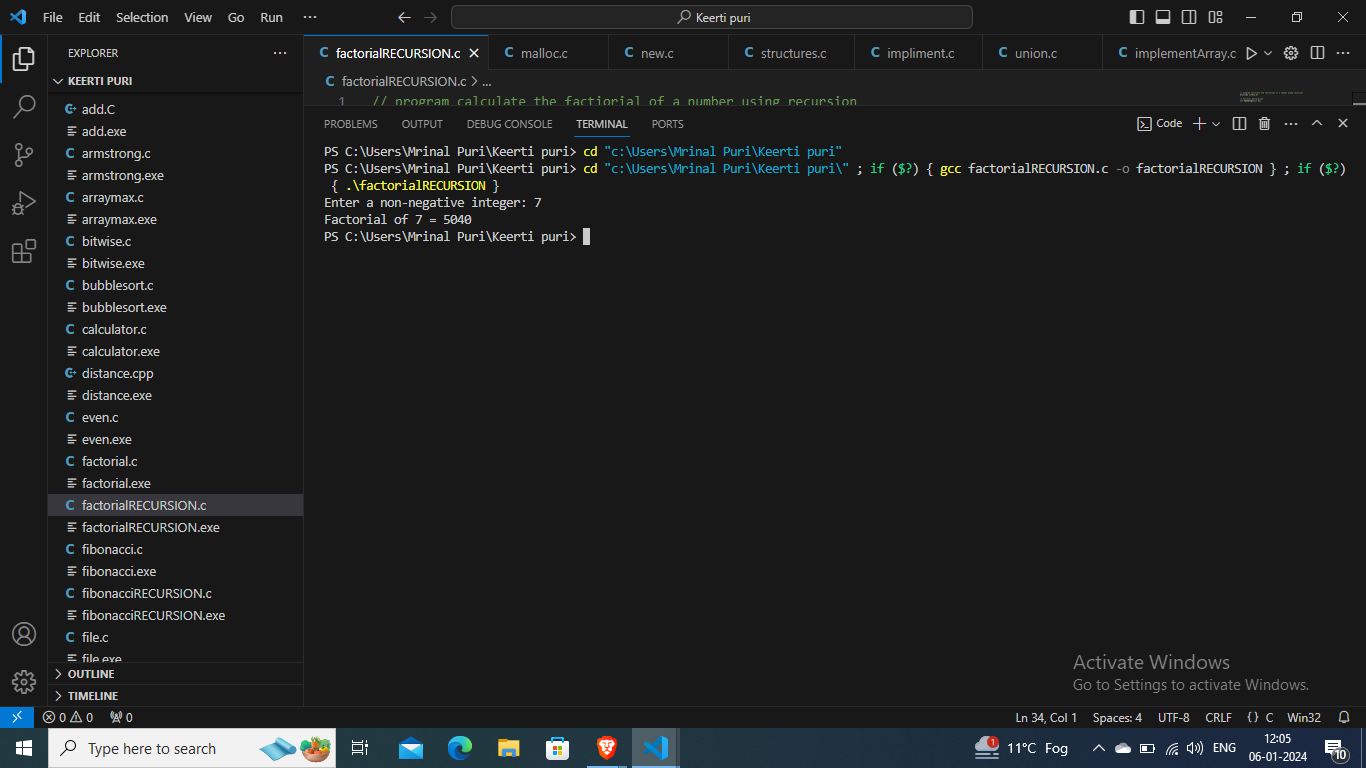 File Edit Selection View Go Run ···
Keerti puri
EXPLORER ···
KEERTI PURI
C add.C
add.exe
C armstrong.c
armstrong.exe
C arraymax.c
arraymax.exe
C bitwise.c
bitwise.exe
C bubblesort.c
bubblesort.exe
C calculator.c
calculator.exe
C distance.cpp
distance.exe
C even.c
even.exe
C factorial.c
factorial.exe
C factorialRECURSION.c
factorialRECURSION.exe
C fibonacci.c
fibonacci.exe
C fibonacciRECURSION.c
fibonacciRECURSION.exe
C file.c
file.exe
OUTLINE
TIMELINE
C factorialRECURSION.c C malloc.c C new.c C structures.c C impliment.c C union.c C implementArray.c
C factorialRECURSION.c > ...
1 // program calculate the factiorial of a number using recursion
PROBLEMS OUTPUT DEBUG CONSOLE TERMINAL PORTS
Code
PS C:\Users\Mrinal Puri\Keerti puri> cd "c:\Users\Mrinal Puri\Keerti puri"
PS C:\Users\Mrinal Puri\Keerti puri> cd "c:\Users\Mrinal Puri\Keerti puri\" ; if ($?) { gcc factorialRECURSION.c -o factorialRECURSION } ; if ($?)
{ .\factorialRECURSION }
Enter a non-negative integer: 7
Factorial of 7 = 5040
PS C:\Users\Mrinal Puri\Keerti puri>
Activate Windows
Go to Settings to activate Windows.
0 0 0
Ln 34, Col 1 Spaces: 4 UTF-8 CRLF {} C Win32
Type here to search
1 11°C Fog ENG
12:05
06-01-2024
10